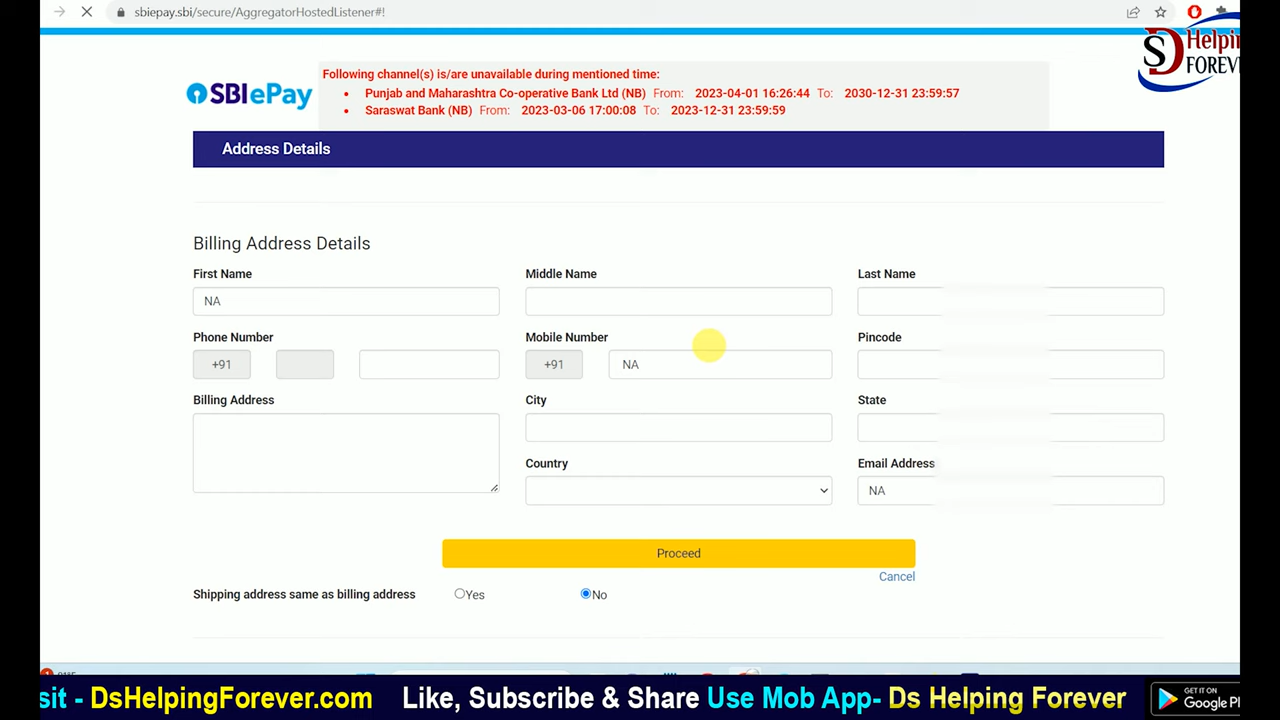 sbiepay.sbi/secure/AggregatorHostedListener#!
SD Helping
FOREVER
SBIePay
Following channel(s) is/are unavailable during mentioned time:
• Punjab and Maharashtra Co-operative Bank Ltd (NB) From: 2023-04-01 16:26:44 To: 2030-12-31 23:59:57
• Saraswat Bank (NB) From: 2023-03-06 17:00:08 To: 2023-12-31 23:59:59
Address Details
Billing Address Details
First Name Middle Name Last Name
NA
Phone Number Mobile Number Pincode
+91 +91 NA
Billing Address City State
Country Email Address
NA
Proceed
Cancel
Shipping address same as billing address Yes No
sit - DsHelpingForever.com Like, Subscribe & Share Use Mob App- Ds Helping Forever
GET IT ON
Google Pl